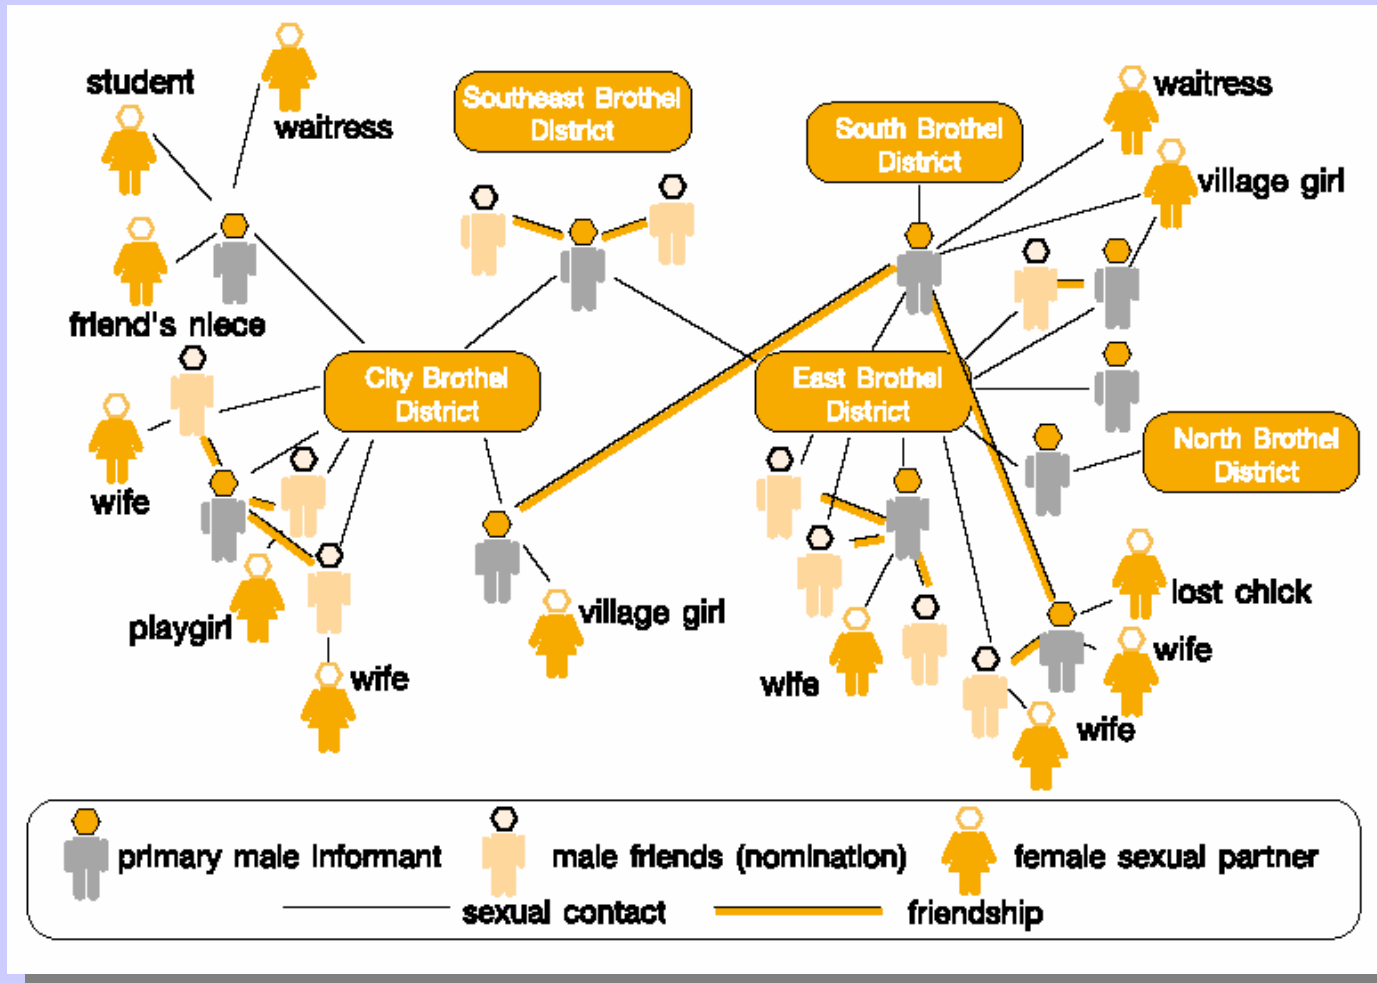 student
waitress
Southeast Brothel
District
South Brothel
District
waitress
village girl
friend's niece
City Brothel
District
East Brothel
District
North Brothel
District
wife
playgirl
wife
village girl
wife
lost chick
wife
wife
primary male informant
male friends (nomination)
female sexual partner
sexual contact
friendship